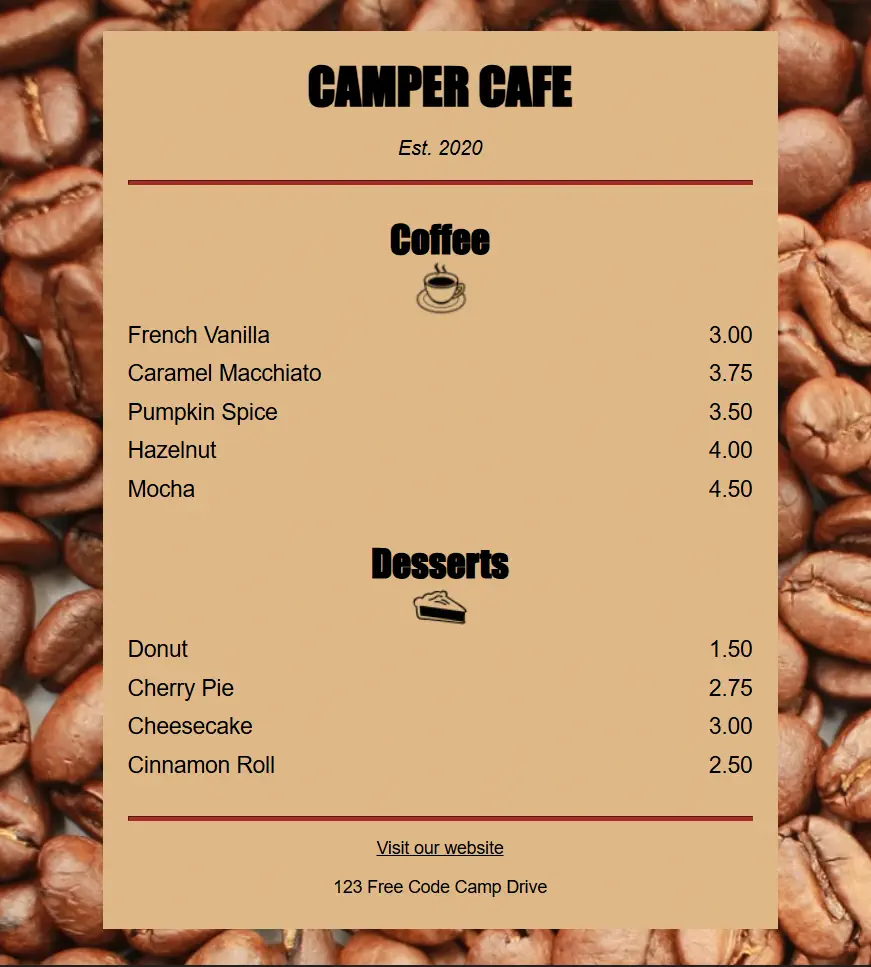 CAMPER CAFE
Est. 2020
Coffee
French Vanilla 3.00
Caramel Macchiato 3.75
Pumpkin Spice 3.50
Hazelnut 4.00
Mocha 4.50
Desserts
Donut 1.50
Cherry Pie 2.75
Cheesecake 3.00
Cinnamon Roll 2.50
Visit our website
123 Free Code Camp Drive